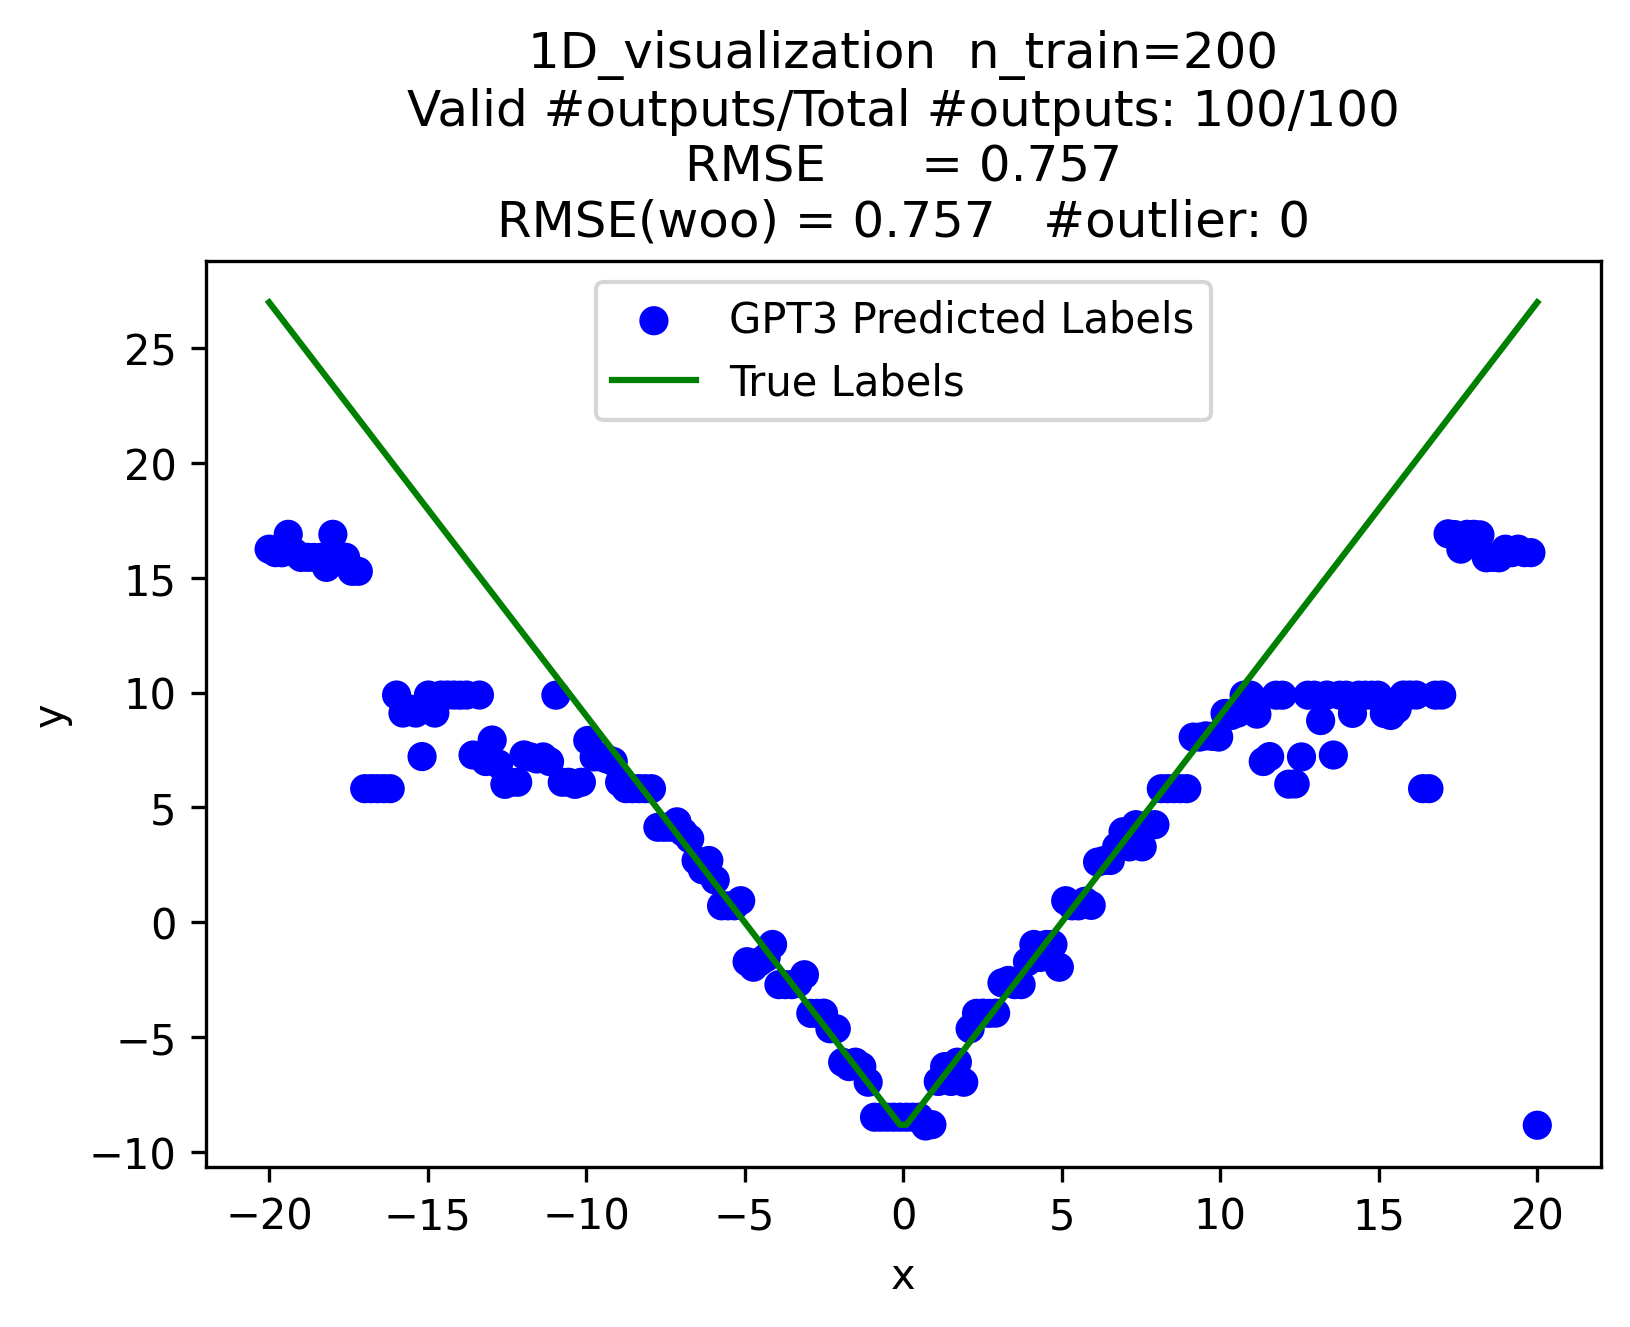 1D_visualization  n_train=200
Valid #outputs/Total #outputs: 100/100
RMSE      = 0.757
RMSE(woo) = 0.757   #outlier: 0
GPT3 Predicted Labels
True Labels
y
25
20
15
10
5
0
−5
−10
−20
−15
−10
−5
0
5
10
15
20
x